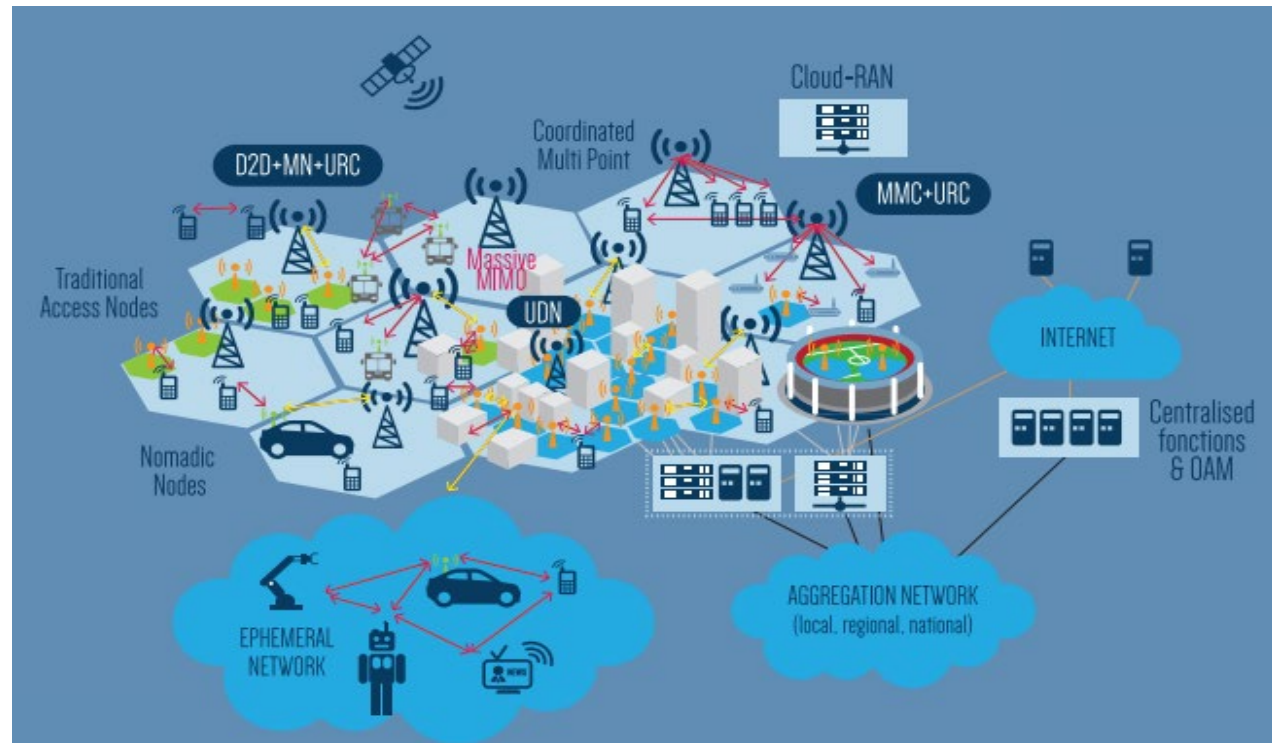 Cloud-RAN
Coordinated
Multi Point
D2D+MN+URC
MMC+URC
Massive
MIMO
Traditional
Access Nodes
UDN
INTERNET
Centralised
fonctions
& OAM
Nomadic
Nodes
EPHEMERAL
NETWORK
NEWS
AGGREGATION NETWORK
(local, regional, national)